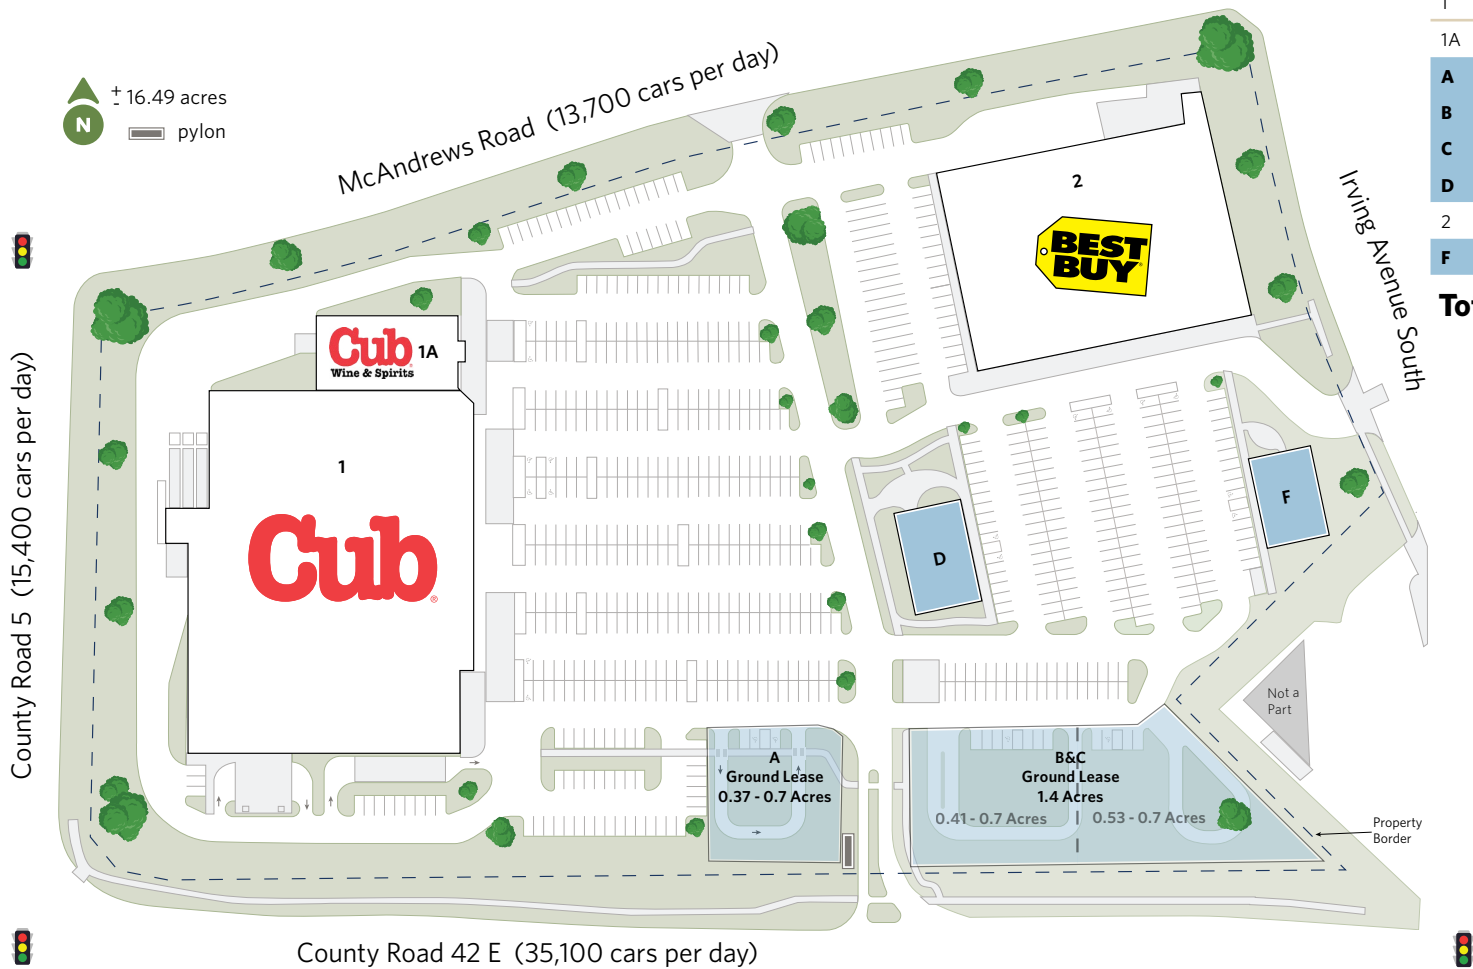 ± 16.49 acres
N
pylon
McAndrews Road (13,700 cars per day)
Irving Avenue South
County Road 5 (15,400 cars per day)
County Road 42 E (35,100 cars per day)
1
1A
A
B
C
D
2
F
2
BEST
BUY
Cub
Wine & Spirits
1A
1
Cub®
D
F
Not a
Part
A
Ground Lease
0.37 - 0.7 Acres
B&C
Ground Lease
1.4 Acres
0.41 - 0.7 Acres
0.53 - 0.7 Acres
Property
Border